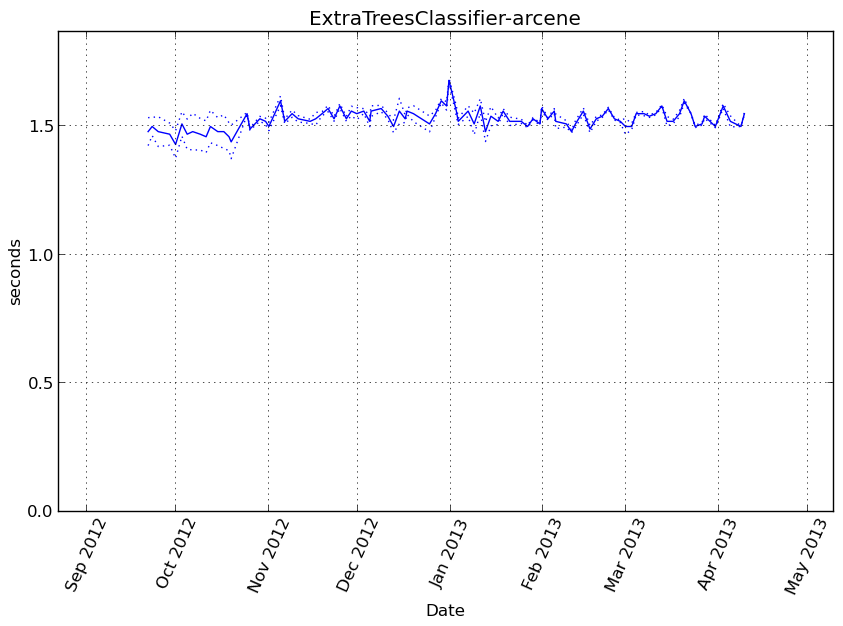 ExtraTreesClassifier-arcene
seconds
1.5
1.0
0.5
0.0
Sep 2012
Oct 2012
Nov 2012
Dec 2012
Jan 2013
Feb 2013
Mar 2013
Apr 2013
May 2013
Date